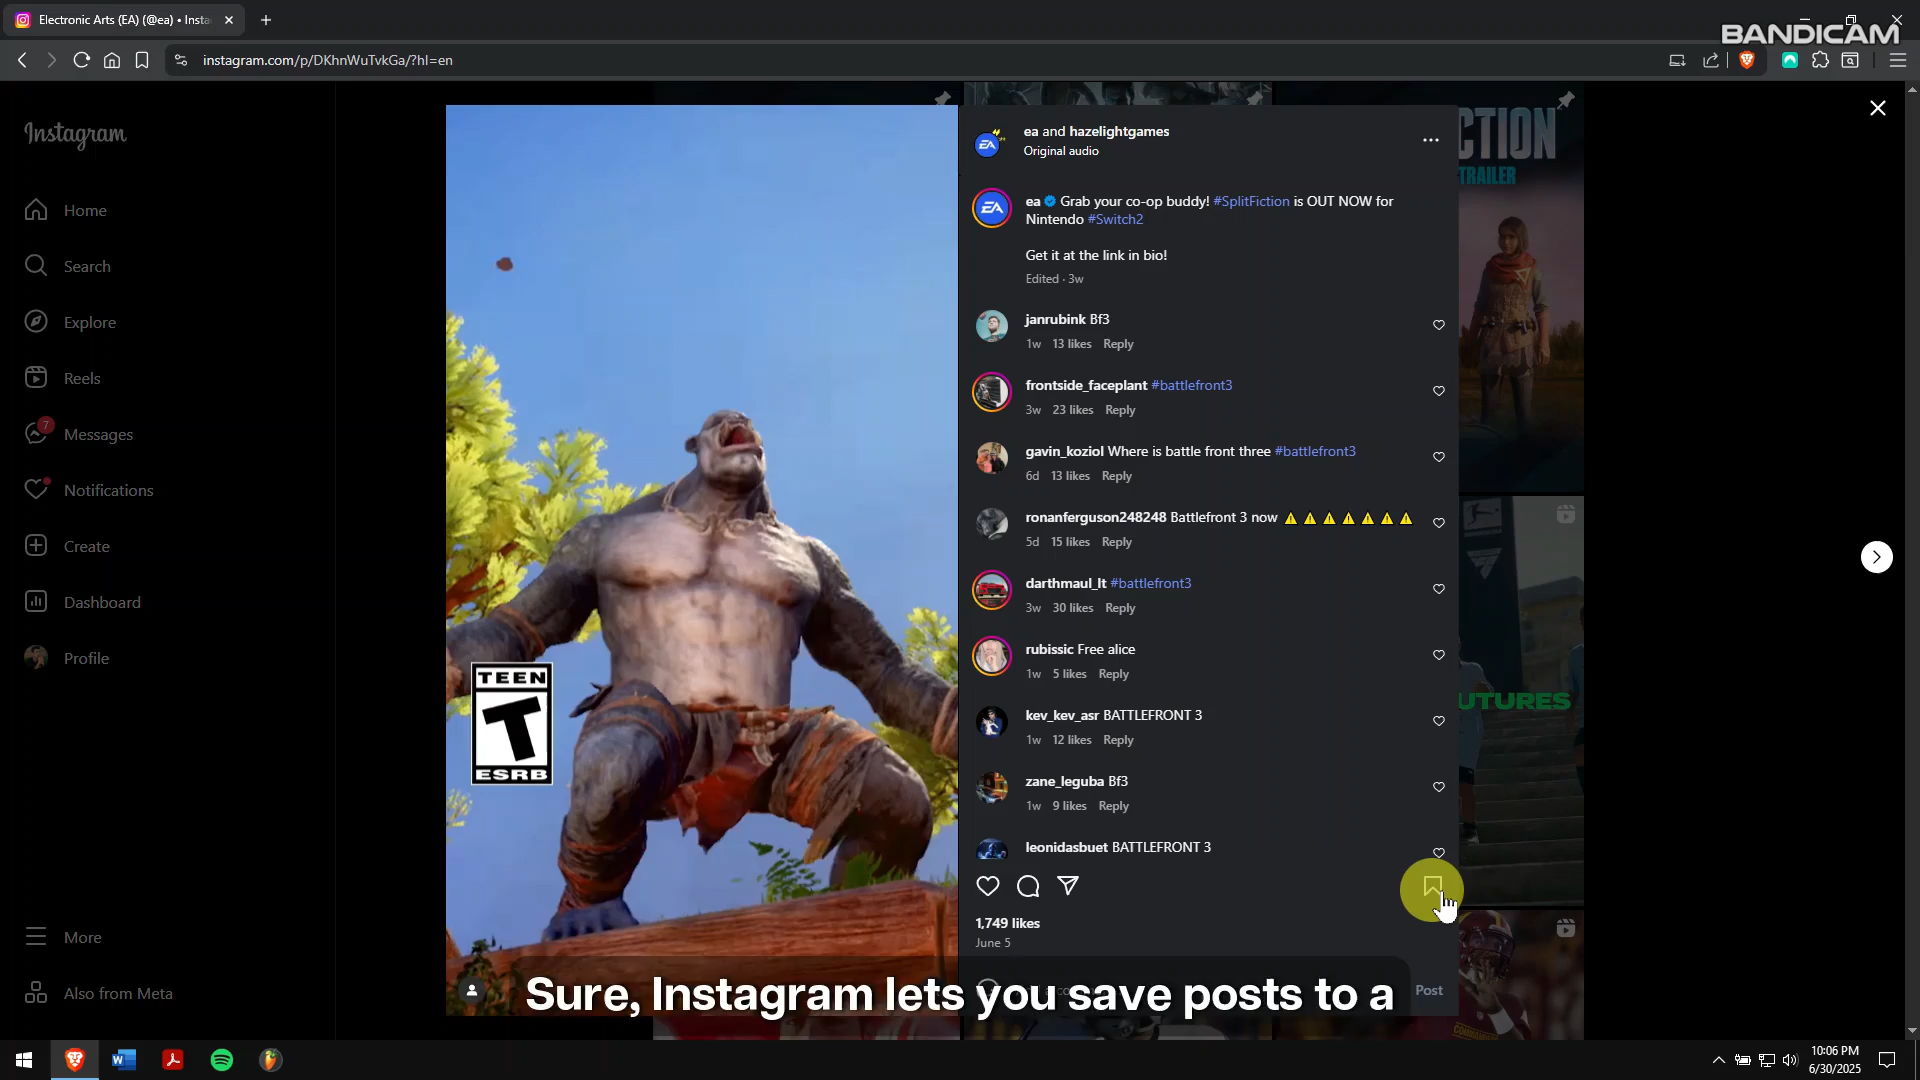 Electronic Arts (EA) (@ea) • Insta
BANDICAM
instagram.com/p/DKhnWuTvkGa/?hl=en
Instagram
Home
Search
Explore
Reels
7
Messages
Notifications
Create
Dashboard
Profile
More
Also from Meta
TEEN
T
ESRB
ea and hazelightgames
Original audio
EA
ea Grab your co-op buddy! #SplitFiction is OUT NOW for
Nintendo #Switch2
Get it at the link in bio!
Edited · 3w
janrubink Bf3
1w 13 likes Reply
frontside_faceplant #battlefront3
3w 23 likes Reply
gavin_koziol Where is battle front three #battlefront3
6d 13 likes Reply
ronanferguson248248 Battlefront 3 now ⚠⚠⚠⚠⚠⚠⚠
5d 15 likes Reply
darthmaul_lt #battlefront3
3w 30 likes Reply
rubissic Free alice
1w 5 likes Reply
kev_kev_asr BATTLEFRONT 3
1w 12 likes Reply
zane_leguba Bf3
1w 9 likes Reply
leonidasbuet BATTLEFRONT 3
1,749 likes
June 5
Post
CTION
TRAILER
UTURES
Sure, Instagram lets you save posts to a
10:06 PM
6/30/2025